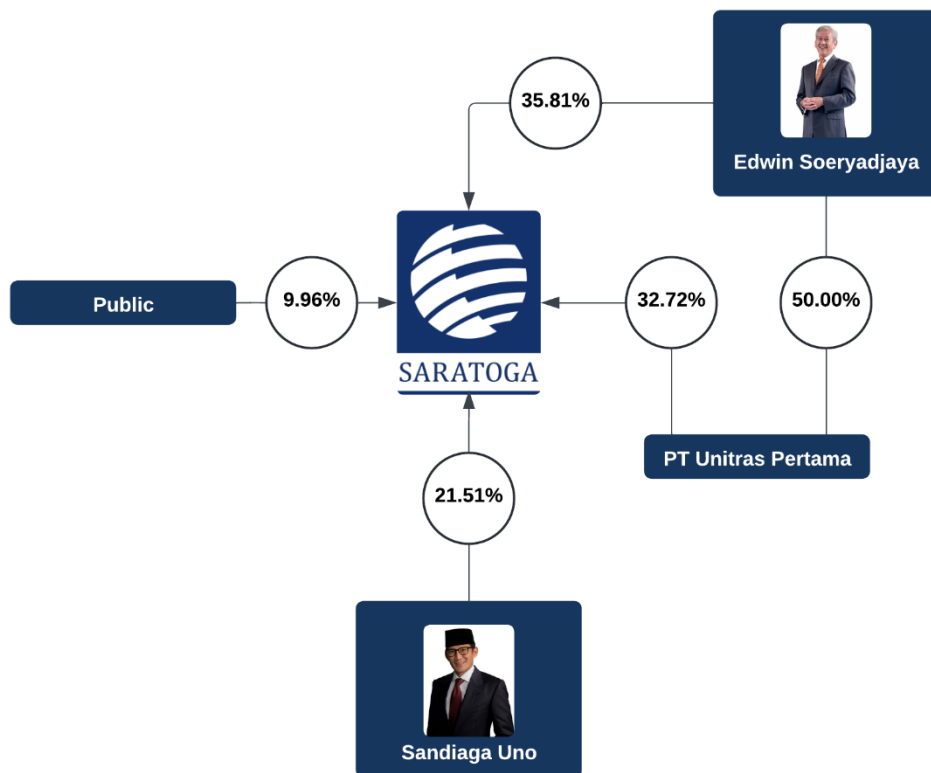 35.81%
Edwin Soeryadjaya
Public
9.96%
SARATOGA
32.72%
50.00%
PT Unitras Pertama
21.51%
Sandiaga Uno